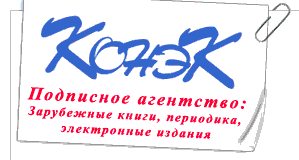 КонэК
Подписное агентство:
Зарубежные книги, периодика,
электронные издания